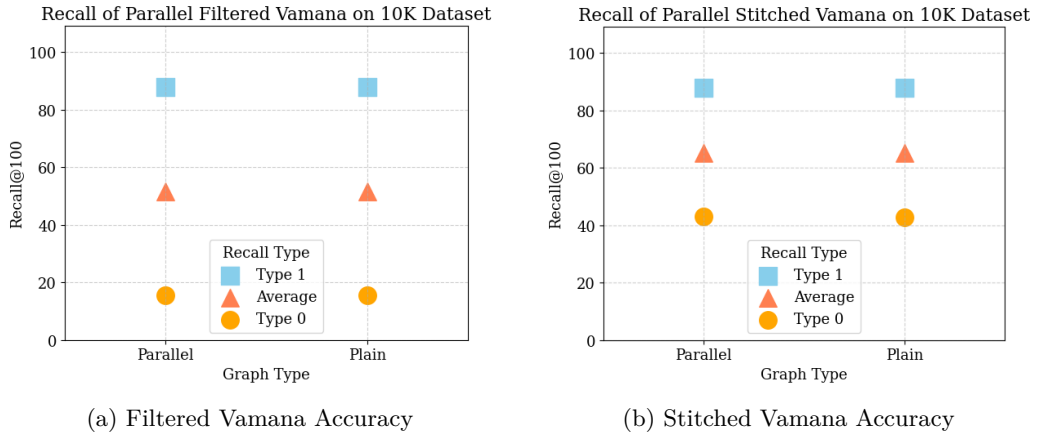 Recall of Parallel Filtered Vamana on 10K Dataset
100
80
60
40
20
0
Recall@100
Recall Type
Type 1
Average
Type 0
Parallel
Plain
Graph Type
(a) Filtered Vamana Accuracy
Recall of Parallel Stitched Vamana on 10K Dataset
100
80
60
40
20
0
Recall@100
Recall Type
Type 1
Average
Type 0
Parallel
Plain
Graph Type
(b) Stitched Vamana Accuracy